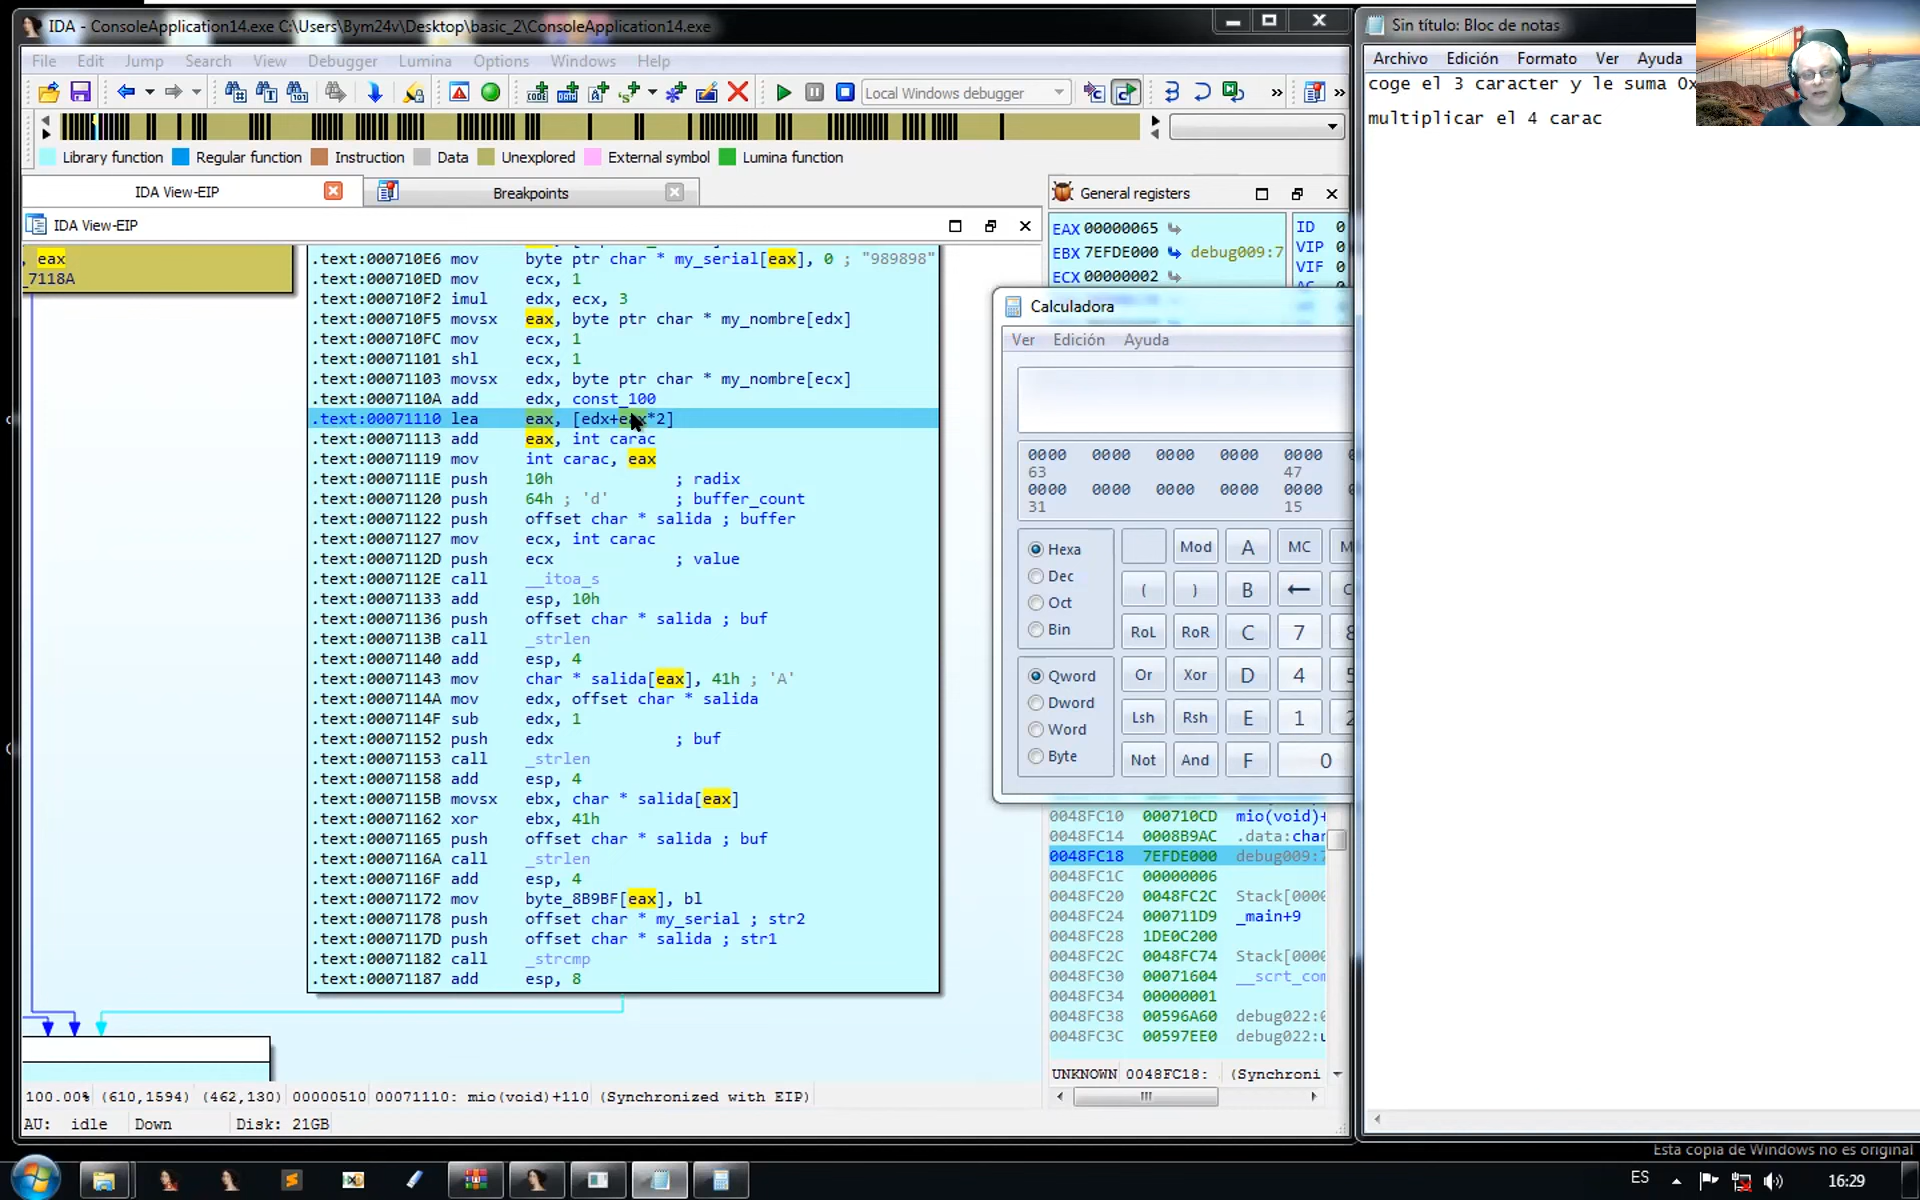 IDA - ConsoleApplication14.exe C:\Users\Bym24v\Desktop\basic_2\ConsoleApplication14.exe
File Edit Jump Search View Debugger Lumina Options Windows Help
Local Windows debugger
Library function Regular function Instruction Data Unexplored External symbol Lumina function
IDA View-EIP Breakpoints
IDA View-EIP
, eax
_7118A
.text:000710E6 mov byte ptr char * my_serial[eax], 0 ; "989898"
.text:000710ED mov ecx, 1
.text:000710F2 imul edx, ecx, 3
.text:000710F5 movsx eax, byte ptr char * my_nombre[edx]
.text:000710FC mov ecx, 1
.text:00071101 shl ecx, 1
.text:00071103 movsx edx, byte ptr char * my_nombre[ecx]
.text:0007110A add edx, const_100
.text:00071110 lea eax, [edx+eax*2]
.text:00071113 add eax, int carac
.text:00071119 mov int carac, eax
.text:0007111E push 10h ; radix
.text:00071120 push 64h ; 'd' ; buffer_count
.text:00071122 push offset char * salida ; buffer
.text:00071127 mov ecx, int carac
.text:0007112D push ecx ; value
.text:0007112E call __itoa_s
.text:00071133 add esp, 10h
.text:00071136 push offset char * salida ; buf
.text:0007113B call _strlen
.text:00071140 add esp, 4
.text:00071143 mov char * salida[eax], 41h ; 'A'
.text:0007114A mov edx, offset char * salida
.text:0007114F sub edx, 1
.text:00071152 push edx ; buf
.text:00071153 call _strlen
.text:00071158 add esp, 4
.text:0007115B movsx ebx, char * salida[eax]
.text:00071162 xor ebx, 41h
.text:00071165 push offset char * salida ; buf
.text:0007116A call _strlen
.text:0007116F add esp, 4
.text:00071172 mov byte_8B9BF[eax], bl
.text:00071178 push offset char * my_serial ; str2
.text:0007117D push offset char * salida ; str1
.text:00071182 call _strcmp
.text:00071187 add esp, 8
100.00% (610,1594) (462,130) 00000510 00071110: mio(void)+110 (Synchronized with EIP)
AU: idle Down Disk: 21GB
General registers
EAX 00000065
EBX 7EFDE000 debug009:7
ECX 00000002
ID 0
VIP 0
VIF 0
Calculadora
Ver Edición Ayuda
0000 0000 0000 0000 0000
63 47
0000 0000 0000 0000 0000
31 15
Hexa
Dec
Oct
Bin
Qword
Dword
Word
Byte
Mod A MC
( ) B ←
RoL RoR C 7 8
Or Xor D 4 5
Lsh Rsh E 1 2
Not And F 0
0048FC10 000710CD mio(void)+
0048FC14 0008B9AC .data:char
0048FC18 7EFDE000 debug009:7
0048FC1C 00000006
0048FC20 0048FC2C Stack[0000
0048FC24 000711D9 _main+9
0048FC28 1DE0C200
0048FC2C 0048FC74 Stack[0000
0048FC30 00071604 __scrt_com
0048FC34 00000001
0048FC38 00596A60 debug022:0
0048FC3C 00597EE0 debug022:u
UNKNOWN 0048FC18: (Synchroni
Sin título: Bloc de notas
Archivo Edición Formato Ver Ayuda
coge el 3 caracter y le suma 0x
multiplicar el 4 carac
Esta copia de Windows no es original
ES 16:29